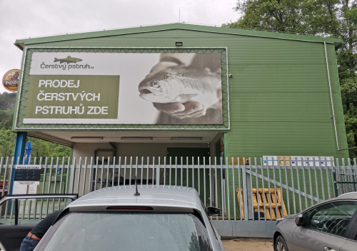 Čerstvý pstruh
PRODEJ
ČERSTVÝCH
PSTRUHŮ ZDE